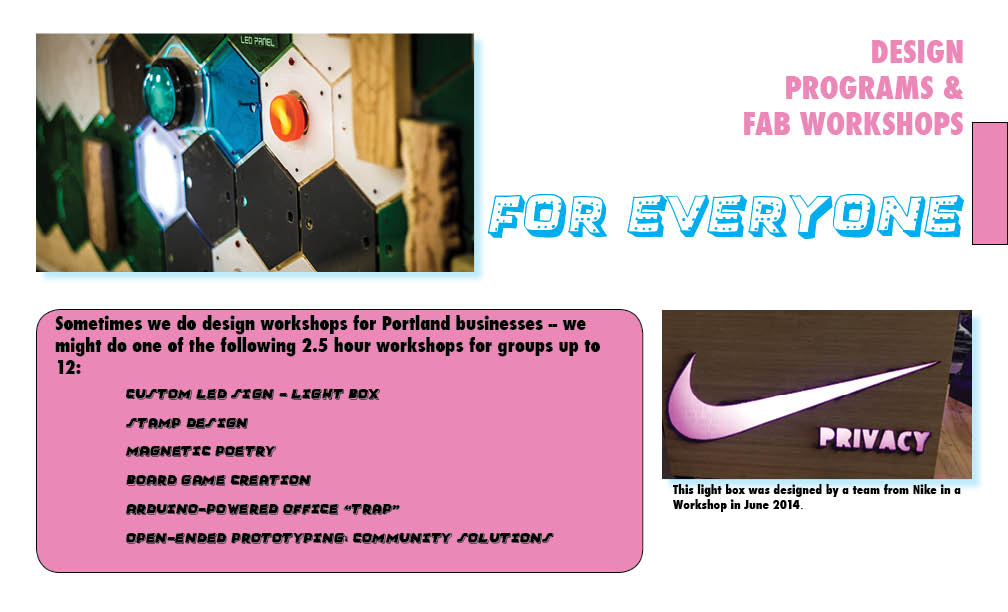 LED PANEL
DESIGN
PROGRAMS &
FAB WORKSHOPS
FOR EVERYONE
Sometimes we do design workshops for Portland businesses – we
might do one of the following 2.5 hour workshops for groups up to
12:
CUSTOM LED SIGN - LIGHT BOX
STAMP DESIGN
MAGNETIC POETRY
BOARD GAME CREATION
ARDUINO-POWERED OFFICE “TRAP”
OPEN-ENDED PROTOTYPING: COMMUNITY SOLUTIONS
PRIVACY
This light box was designed by a team from Nike in a
Workshop in June 2014.